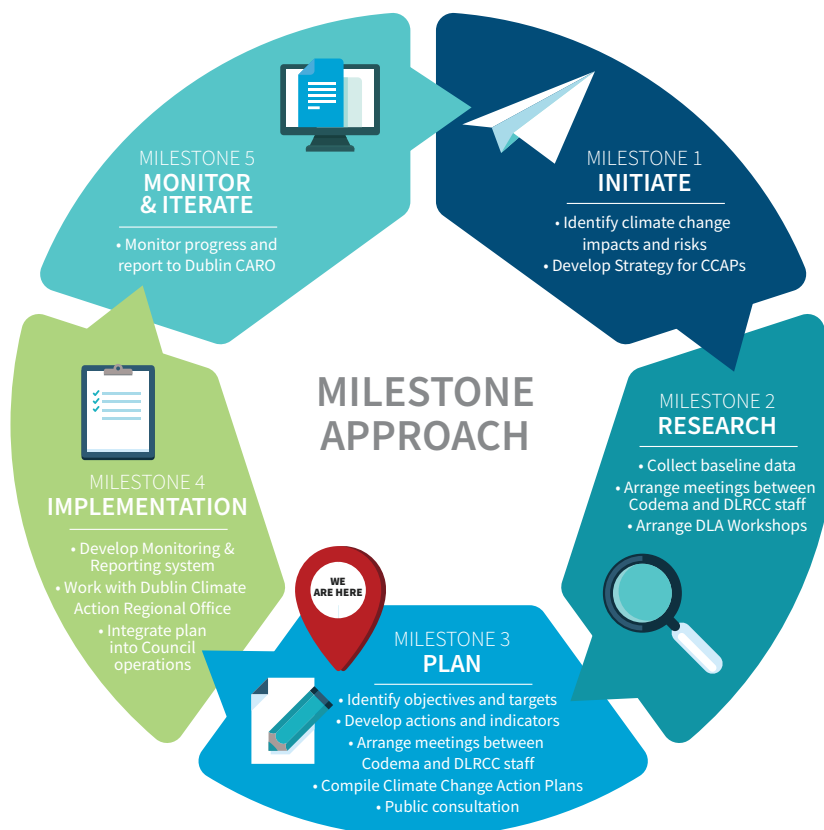 MILESTONE
APPROACH
MILESTONE 1
INITIATE
• Identify climate change
impacts and risks
• Develop Strategy for CCAPs
MILESTONE 2
RESEARCH
• Collect baseline data
• Arrange meetings between
Codema and DLRCC staff
• Arrange DLA Workshops
WE
ARE HERE
MILESTONE 3
PLAN
• Identify objectives and targets
• Develop actions and indicators
• Arrange meetings between
Codema and DLRCC staff
• Compile Climate Change Action Plans
• Public consultation
MILESTONE 4
IMPLEMENTATION
• Develop Monitoring &
Reporting system
• Work with Dublin Climate
Action Regional Office
• Integrate plan
into Council
operations
MILESTONE 5
MONITOR
& ITERATE
• Monitor progress and
report to Dublin CARO